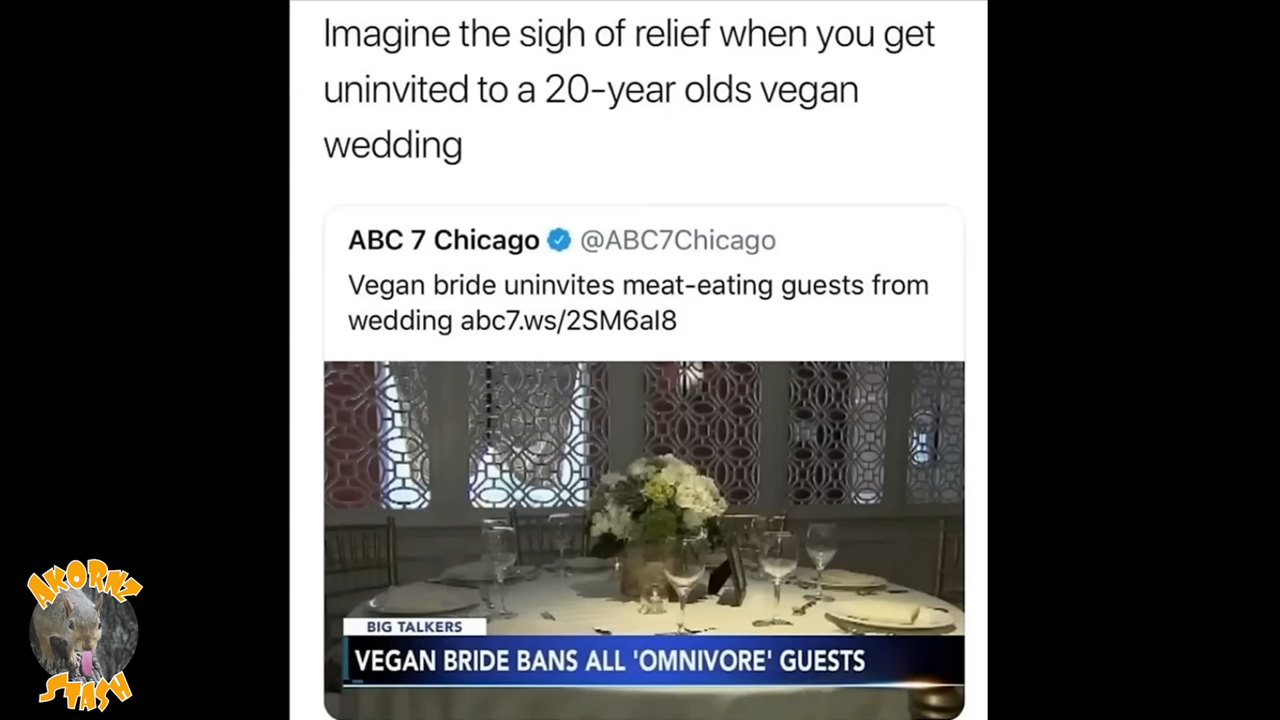 Imagine the sigh of relief when you get
uninvited to a 20-year olds vegan
wedding
ABC 7 Chicago @ABC7Chicago
Vegan bride uninvites meat-eating guests from
wedding abc7.ws/2SM6al8
BIG TALKERS
VEGAN BRIDE BANS ALL 'OMNIVORE' GUESTS
AKORNZ
STASH